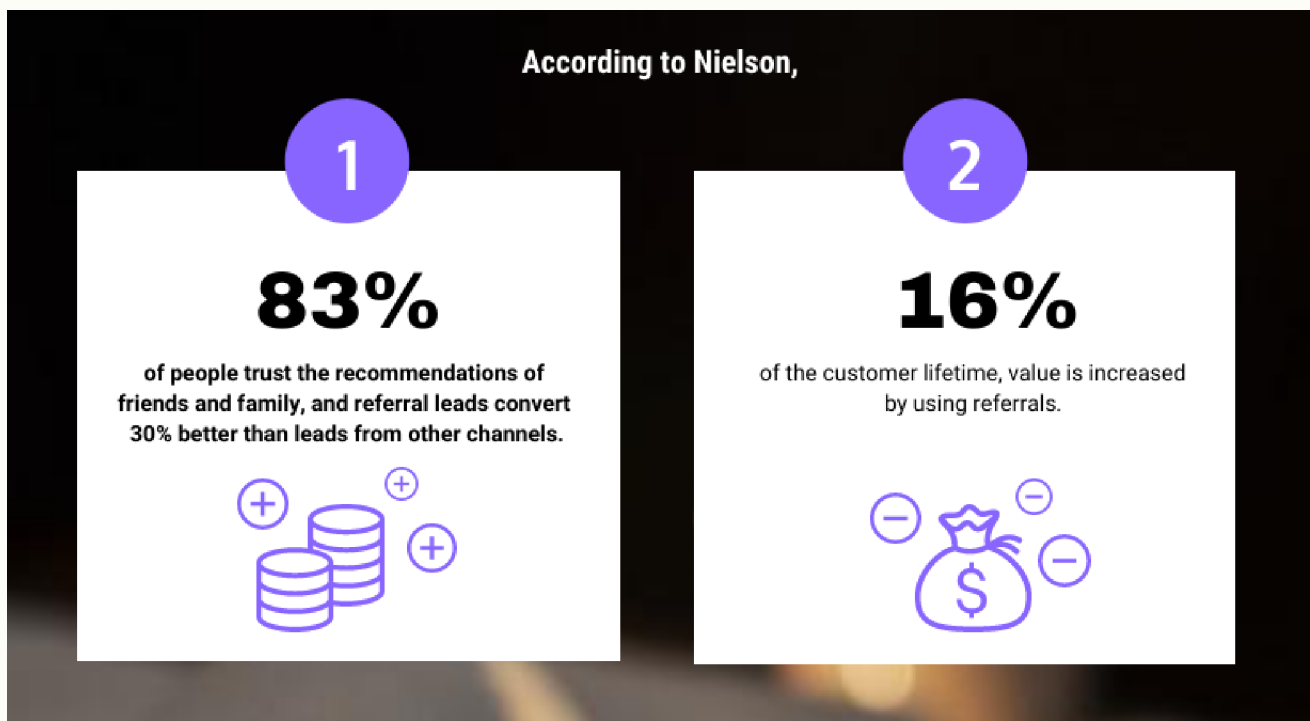 According to Nielson,
1
83%
of people trust the recommendations of
friends and family, and referral leads convert
30% better than leads from other channels.
2
16%
of the customer lifetime, value is increased
by using referrals.
$